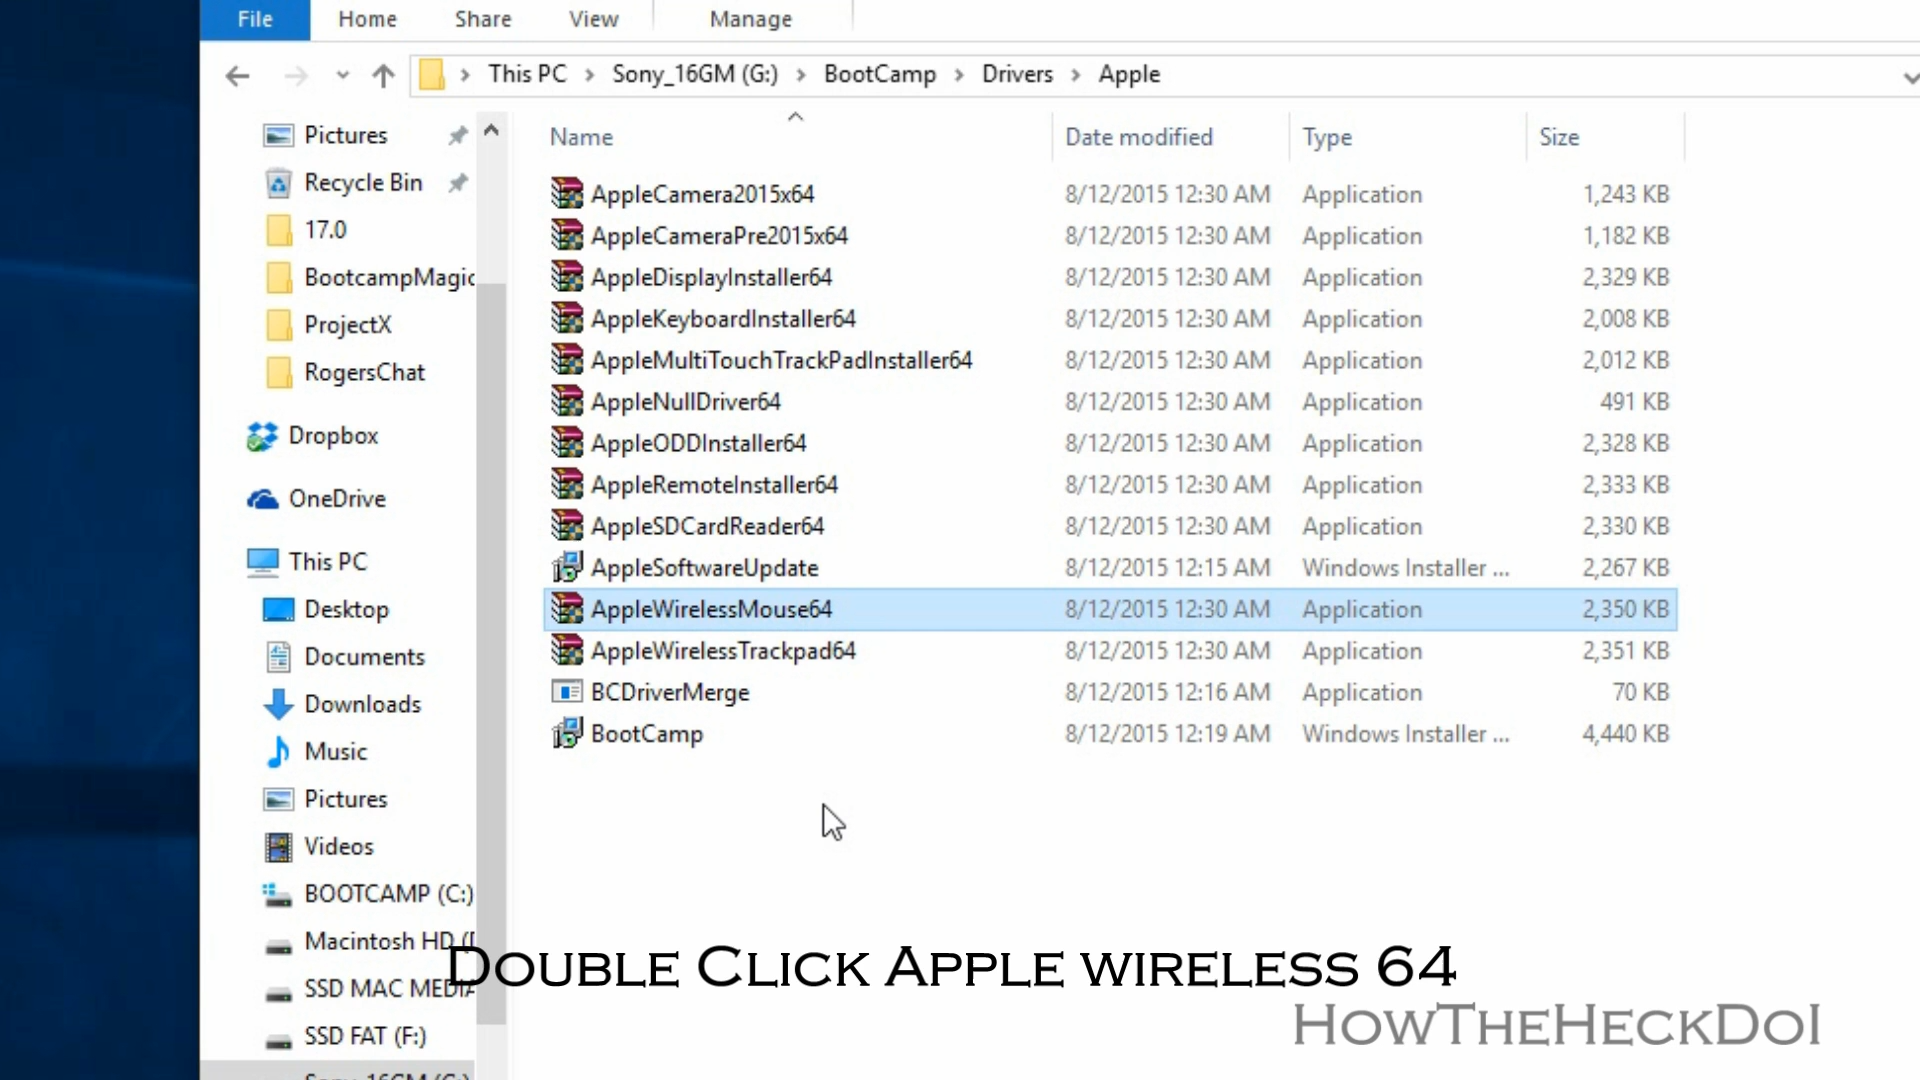 File Home Share View Manage
This PC Sony_16GM (G:) BootCamp Drivers Apple
Name Date modified Type Size
Pictures
Recycle Bin
17.0
BootcampMagic
ProjectX
RogersChat
Dropbox
OneDrive
This PC
Desktop
Documents
Downloads
Music
Pictures
Videos
BOOTCAMP (C:)
Macintosh HD
SSD MAC MEDIA
SSD FAT (F:)
Sony_16GM (G:)
AppleCamera2015x64 8/12/2015 12:30 AM Application 1,243 KB
AppleCameraPre2015x64 8/12/2015 12:30 AM Application 1,182 KB
AppleDisplayInstaller64 8/12/2015 12:30 AM Application 2,329 KB
AppleKeyboardInstaller64 8/12/2015 12:30 AM Application 2,008 KB
AppleMultiTouchTrackPadInstaller64 8/12/2015 12:30 AM Application 2,012 KB
AppleNullDriver64 8/12/2015 12:30 AM Application 491 KB
AppleODDInstaller64 8/12/2015 12:30 AM Application 2,328 KB
AppleRemoteInstaller64 8/12/2015 12:30 AM Application 2,333 KB
AppleSDCardReader64 8/12/2015 12:30 AM Application 2,330 KB
AppleSoftwareUpdate 8/12/2015 12:15 AM Windows Installer ... 2,267 KB
AppleWirelessMouse64 8/12/2015 12:30 AM Application 2,350 KB
AppleWirelessTrackpad64 8/12/2015 12:30 AM Application 2,351 KB
BCDriverMerge 8/12/2015 12:16 AM Application 70 KB
BootCamp 8/12/2015 12:19 AM Windows Installer ... 4,440 KB
Double Click Apple wireless 64
HowTheHeckDoI